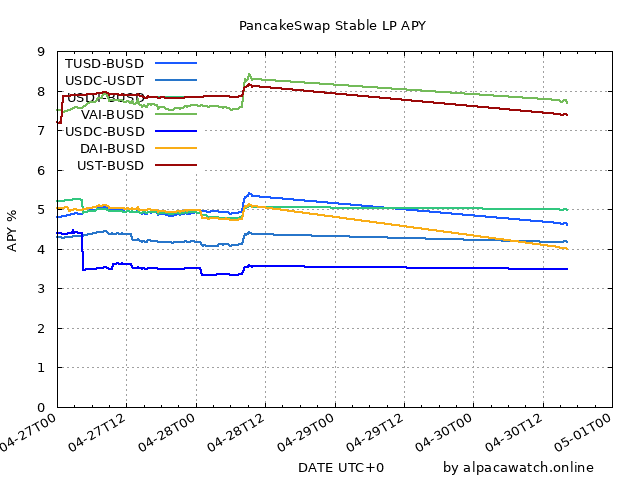 PancakeSwap Stable LP APY
9
8
7
6
5
4
3
2
1
0
APY %
TUSD-BUSD
USDC-USDT
USDT-BUSD
VAI-BUSD
USDC-BUSD
DAI-BUSD
UST-BUSD
04-27T00
04-27T12
04-28T00
04-28T12
04-29T00
04-29T12
04-30T00
04-30T12
05-01T00
DATE UTC+0
by alpacawatch.online